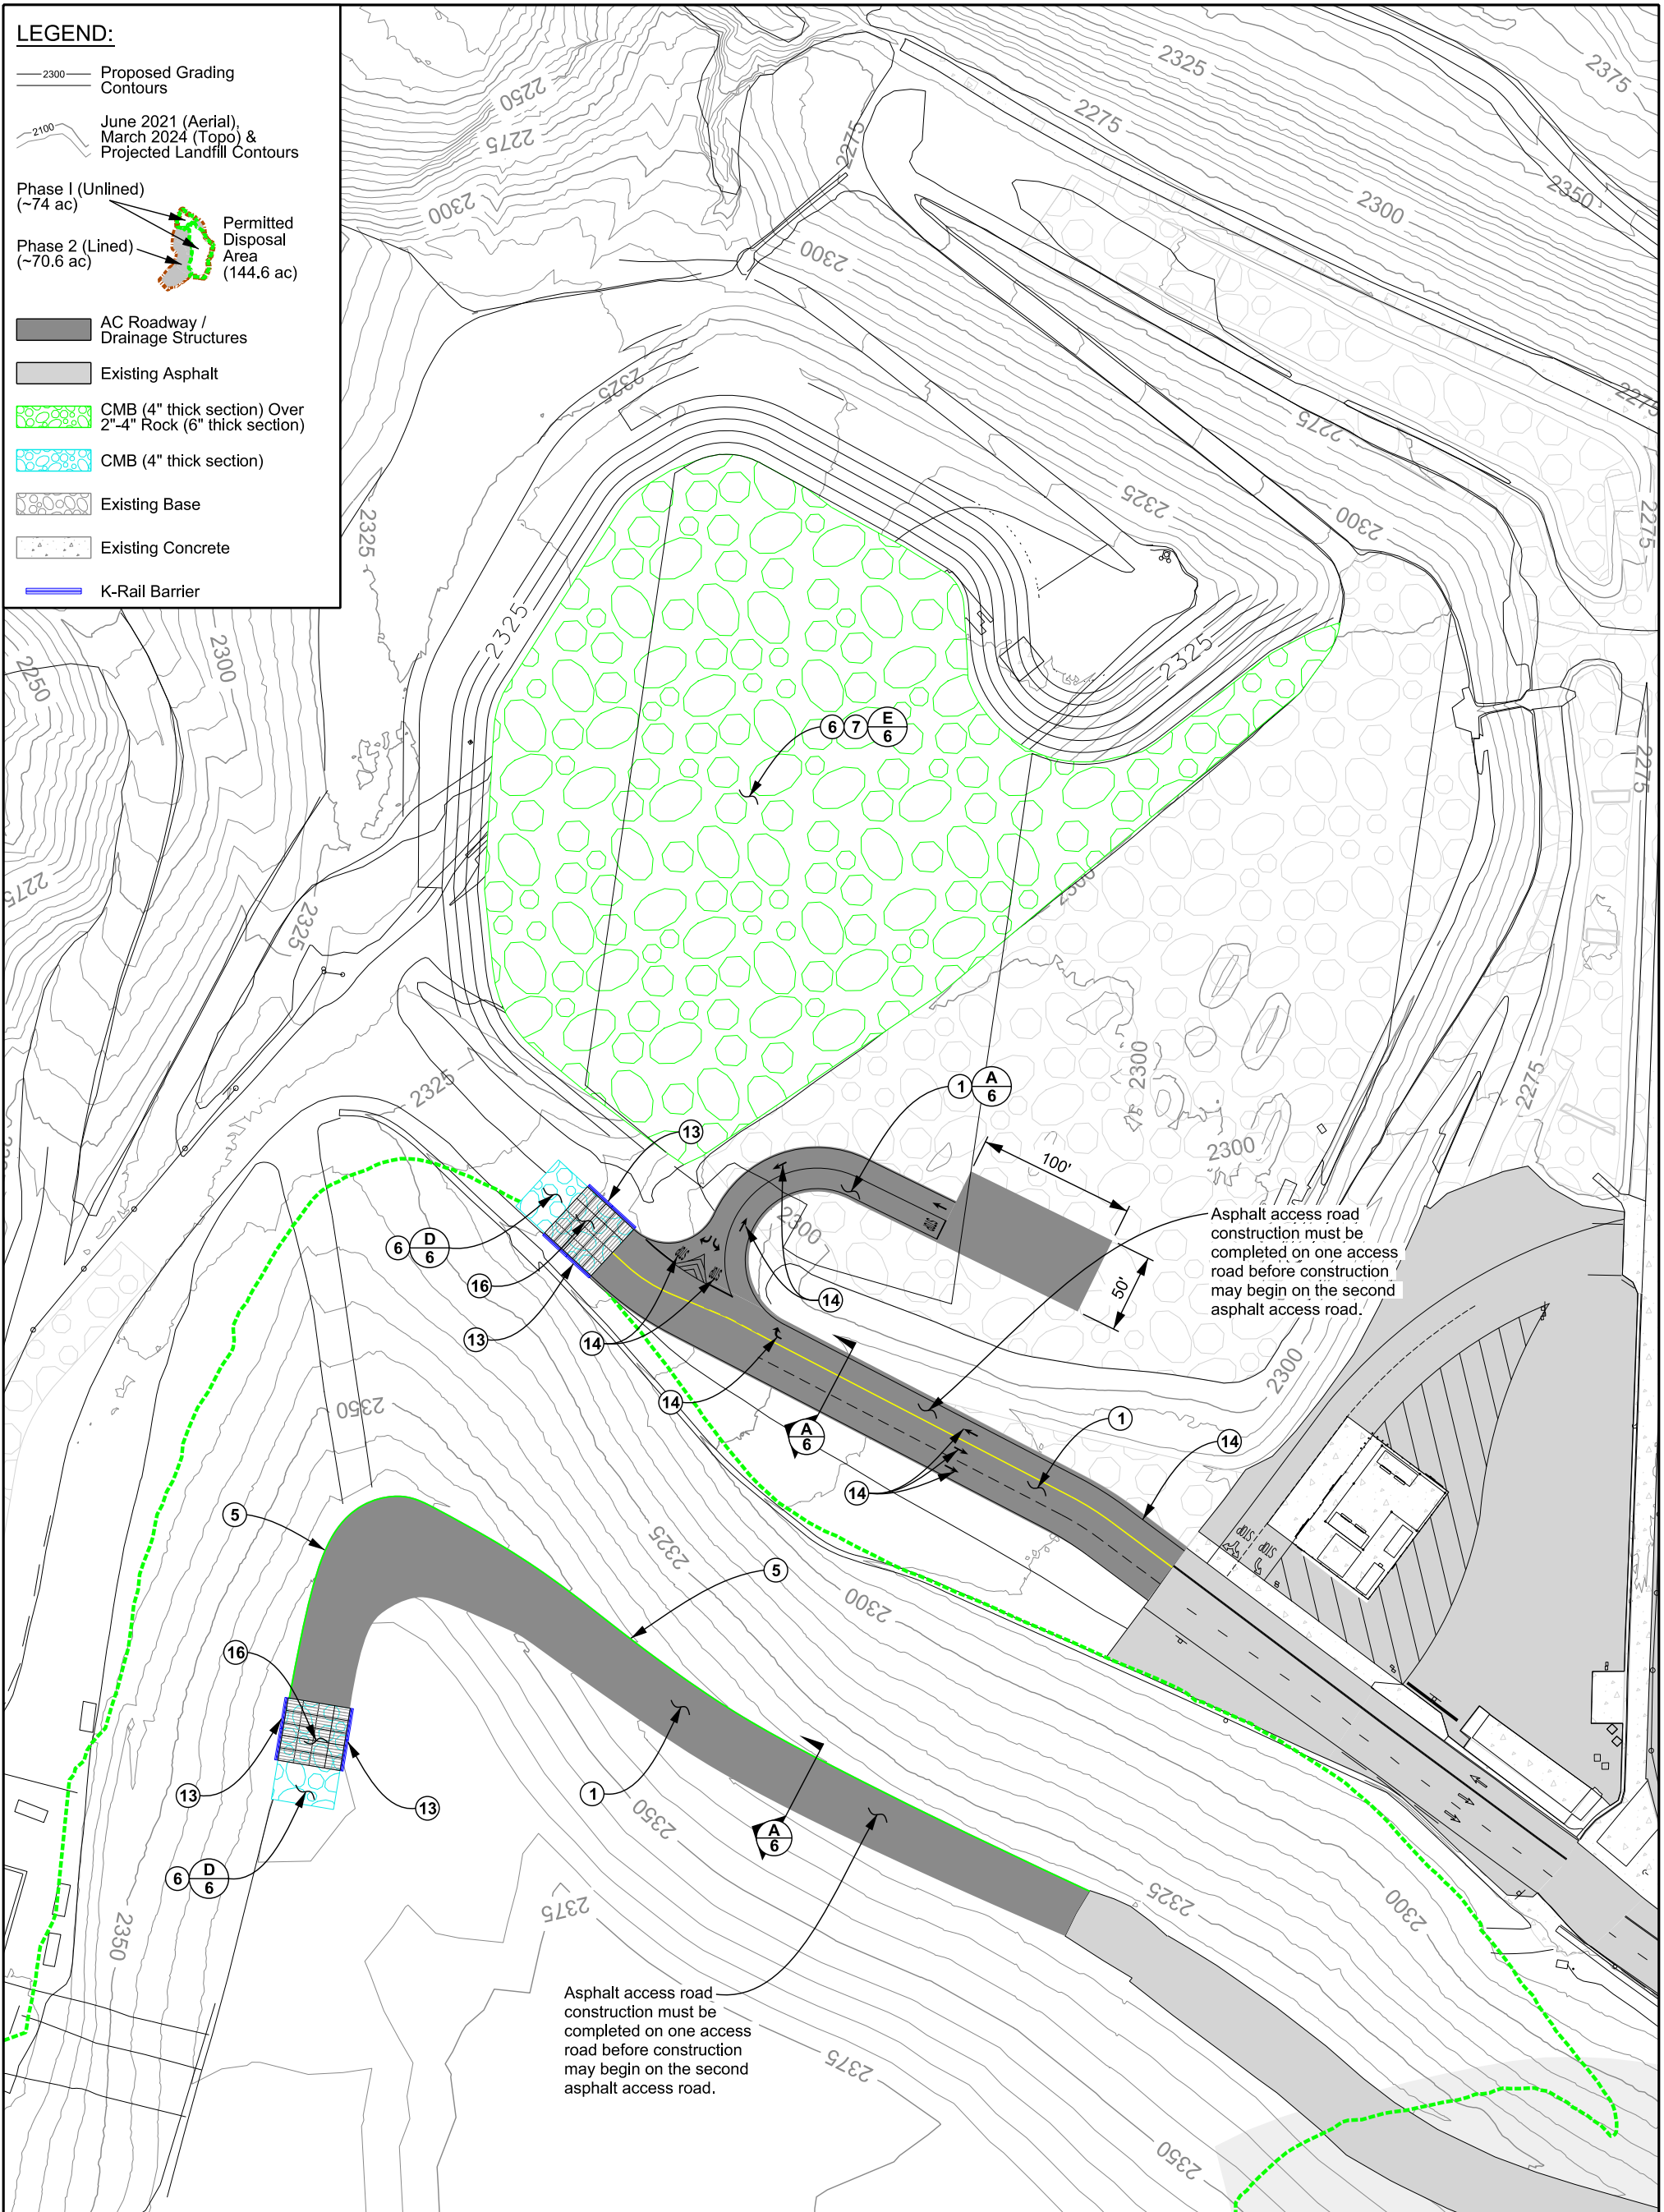 LEGEND:
2300
Proposed Grading
Contours
2100
June 2021 (Aerial),
March 2024 (Topo) &
Projected Landfill Contours
Phase I (Unlined)
(~74 ac)
Phase 2 (Lined)
(~70.6 ac)
Permitted
Disposal
Area
(144.6 ac)
AC Roadway /
Drainage Structures
Existing Asphalt
CMB (4" thick section) Over
2"-4" Rock (6" thick section)
CMB (4" thick section)
Existing Base
Existing Concrete
K-Rail Barrier
2325
2375
2250
2275
2275
2275
2300
2350
2300
2300
2325
2275
2275
2325
2300
2325
2275
2325
2300
2325
2250
2275
6 7 E
6
2275
2325
2300
2325
1 A
6
2275
2300
13
100'
50'
2300
Asphalt access road
construction must be
completed on one access
road before construction
may begin on the second
asphalt access road.
6 D
6
16
13
14
14
2300
14
A
6
1
14
14
2300
2350
5
STOP
STOP
2325
5
2300
16
13
13
1
2350
A
6
6 D
6
2350
2375
2325
2300
Asphalt access road
construction must be
completed on one access
road before construction
may begin on the second
asphalt access road.
2375
2350